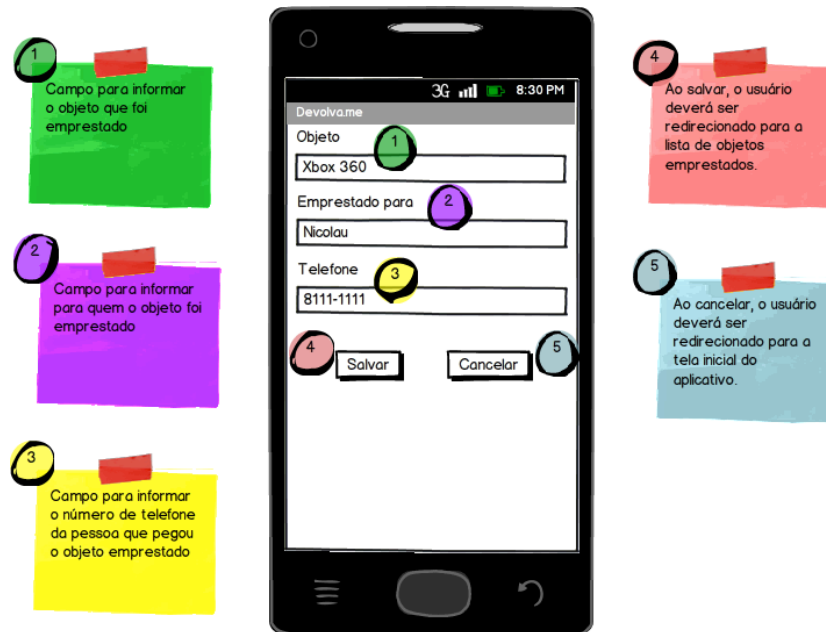 1
Campo para informar
o objeto que foi
emprestado
2
Campo para informar
para quem o objeto foi
emprestado
3
Campo para informar
o número de telefone
da pessoa que pegou
o objeto emprestado
3G 8:30 PM
Devolva.me
Objeto
1
Xbox 360
Emprestado para
2
Nicolau
Telefone
3
8111-1111
4
Salvar
Cancelar
5
4
Ao salvar, o usuário
deverá ser
redirecionado para a
lista de objetos
emprestados.
5
Ao cancelar, o usuário
deverá ser
redirecionado para a
tela inicial do
aplicativo.